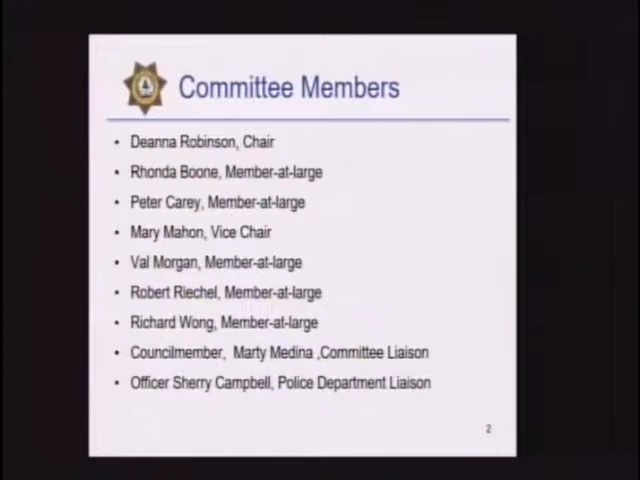 Committee Members
• Deanna Robinson, Chair
• Rhonda Boone, Member-at-large
• Peter Carey, Member-at-large
• Mary Mahon, Vice Chair
• Val Morgan, Member-at-large
• Robert Riechel, Member-at-large
• Richard Wong, Member-at-large
• Councilmember, Marty Medina ,Committee Liaison
• Officer Sherry Campbell, Police Department Liaison
2